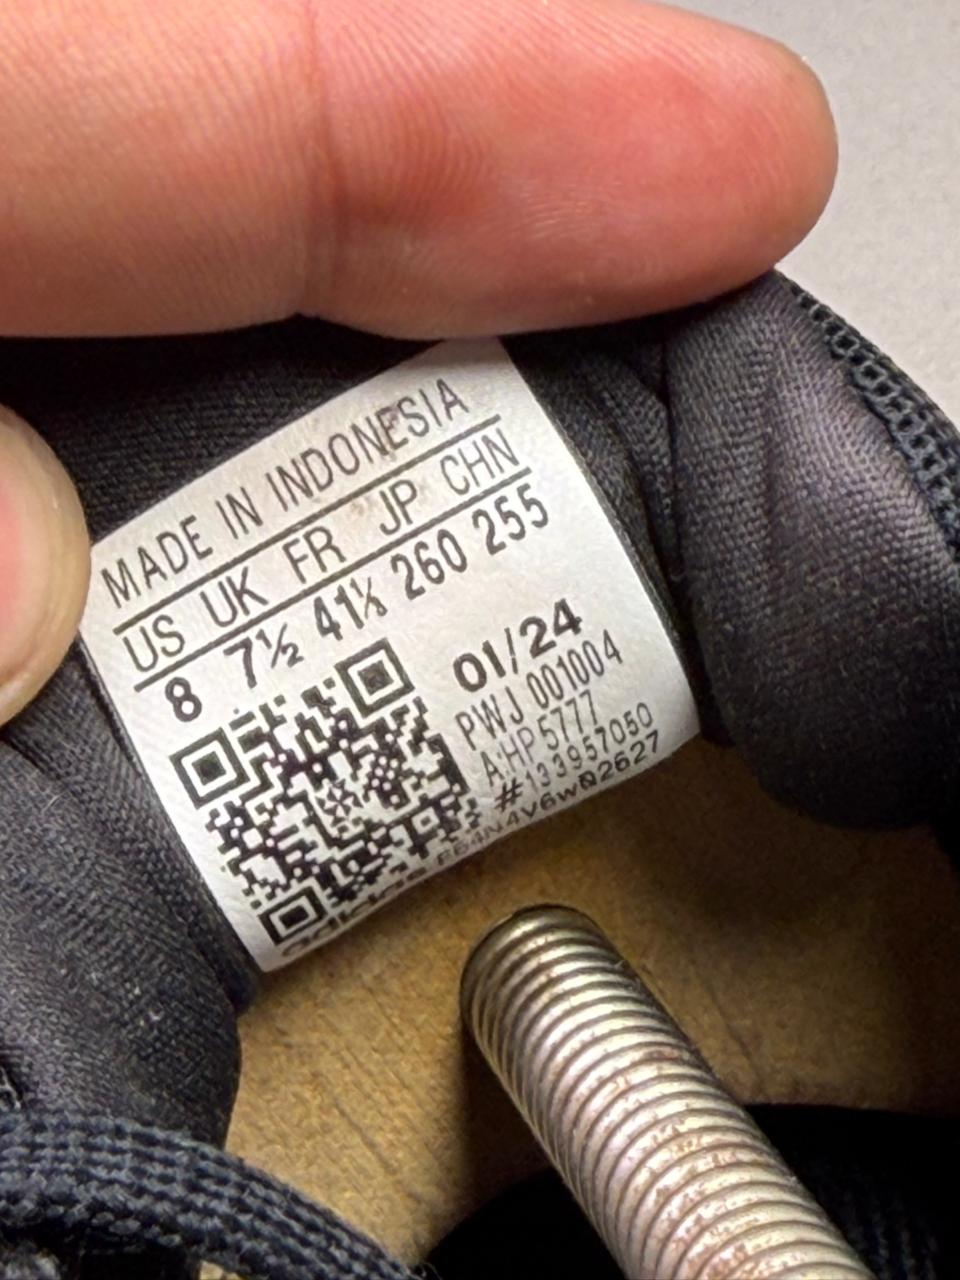 MADE IN INDONESIA
US UK FR JP CHN
8 7½ 41⅓ 260 255
01/24
PWJ 001004
A:HP5777
#133957050
adidas